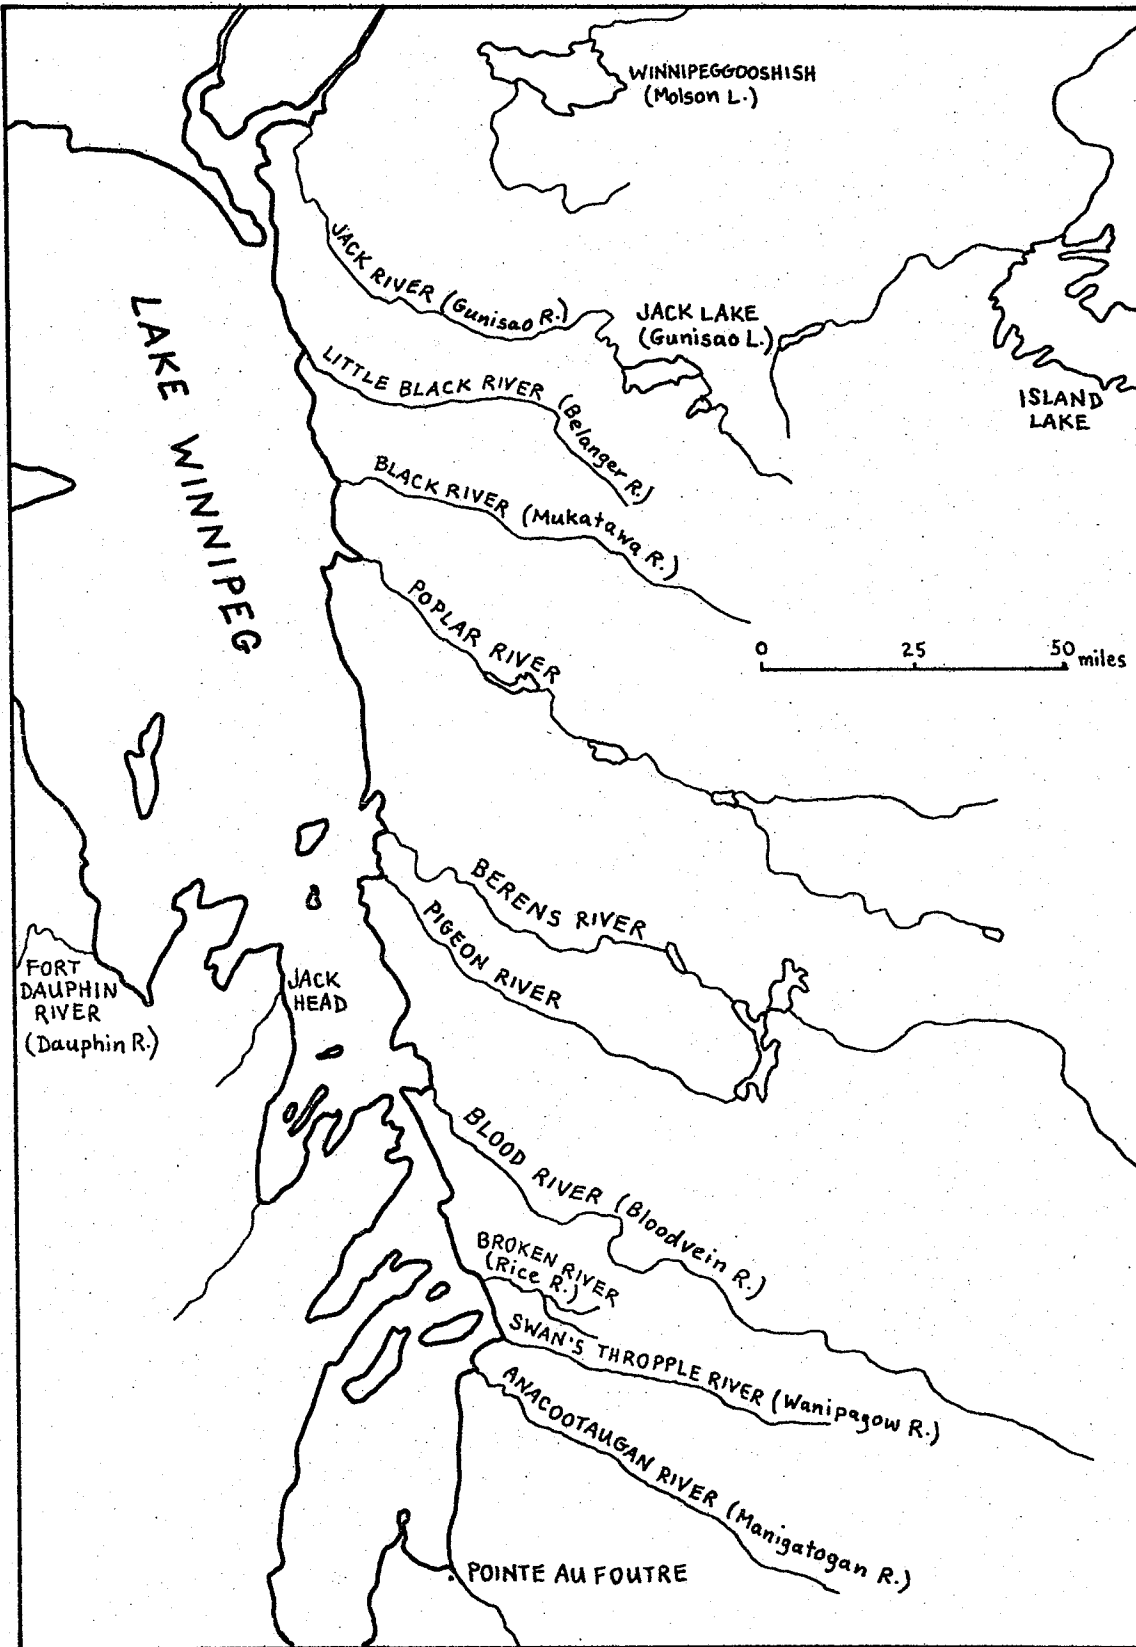 WINNIPEGGOOSHISH
(Molson L.)
JACK RIVER (Gunisao R.)
JACK LAKE
(Gunisao L.)
ISLAND
LAKE
LITTLE BLACK RIVER (Belanger R.)
LAKE WINNIPEG
BLACK RIVER (Mukatawa R.)
POPLAR RIVER
0 25 50 miles
BERENS RIVER
PIGEON RIVER
FORT
DAUPHIN
RIVER
(Dauphin R.)
JACK
HEAD
BLOOD RIVER (Bloodvein R.)
BROKEN RIVER
(Rice R.)
SWAN'S THROPPLE RIVER (Wanipagow R.)
ANACOOTAUGAN RIVER (Manigatogan R.)
POINTE AU FOUTRE